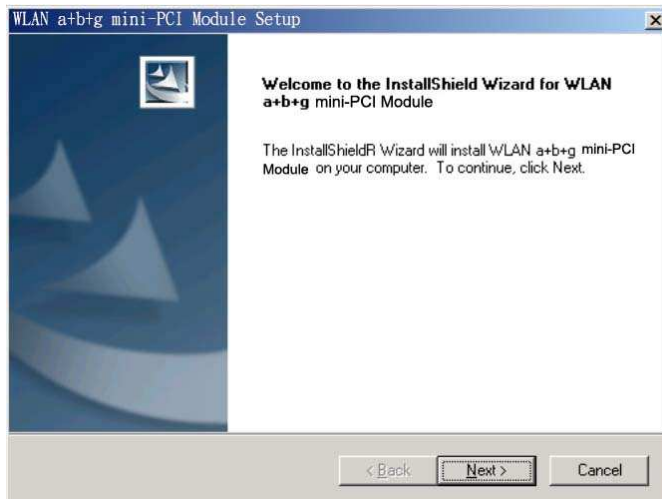 WLAN a+b+g mini-PCI Module Setup
Welcome to the InstallShield Wizard for WLAN
a+b+g mini-PCI Module
The InstallShieldR Wizard will install WLAN a+b+g mini-PCI
Module on your computer. To continue, click Next.
< Back Next > Cancel